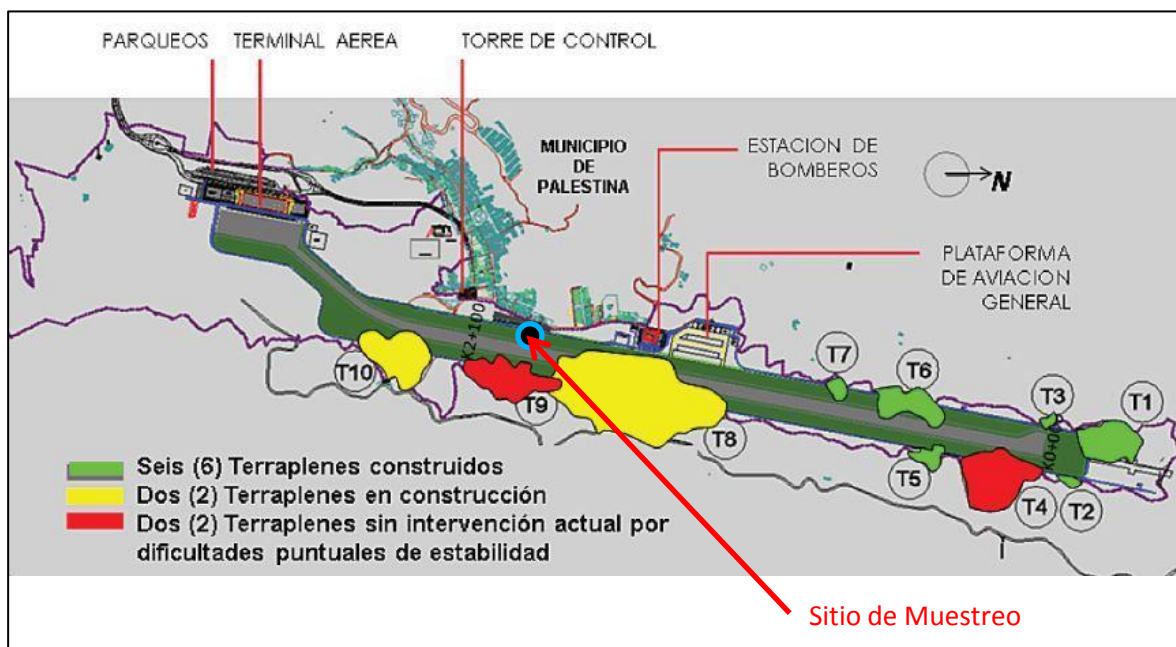 PARQUEOS
TERMINAL AEREA
TORRE DE CONTROL
MUNICIPIO
DE
PALESTINA
ESTACION DE
BOMBEROS
N
PLATAFORMA
DE AVIACION
GENERAL
K2+100
T10
T9
T8
T7
T6
T5
T3
T1
T4
T2
Seis (6) Terraplenes construidos
Dos (2) Terraplenes en construcción
Dos (2) Terraplenes sin intervención actual por
dificultades puntuales de estabilidad
Sitio de Muestreo